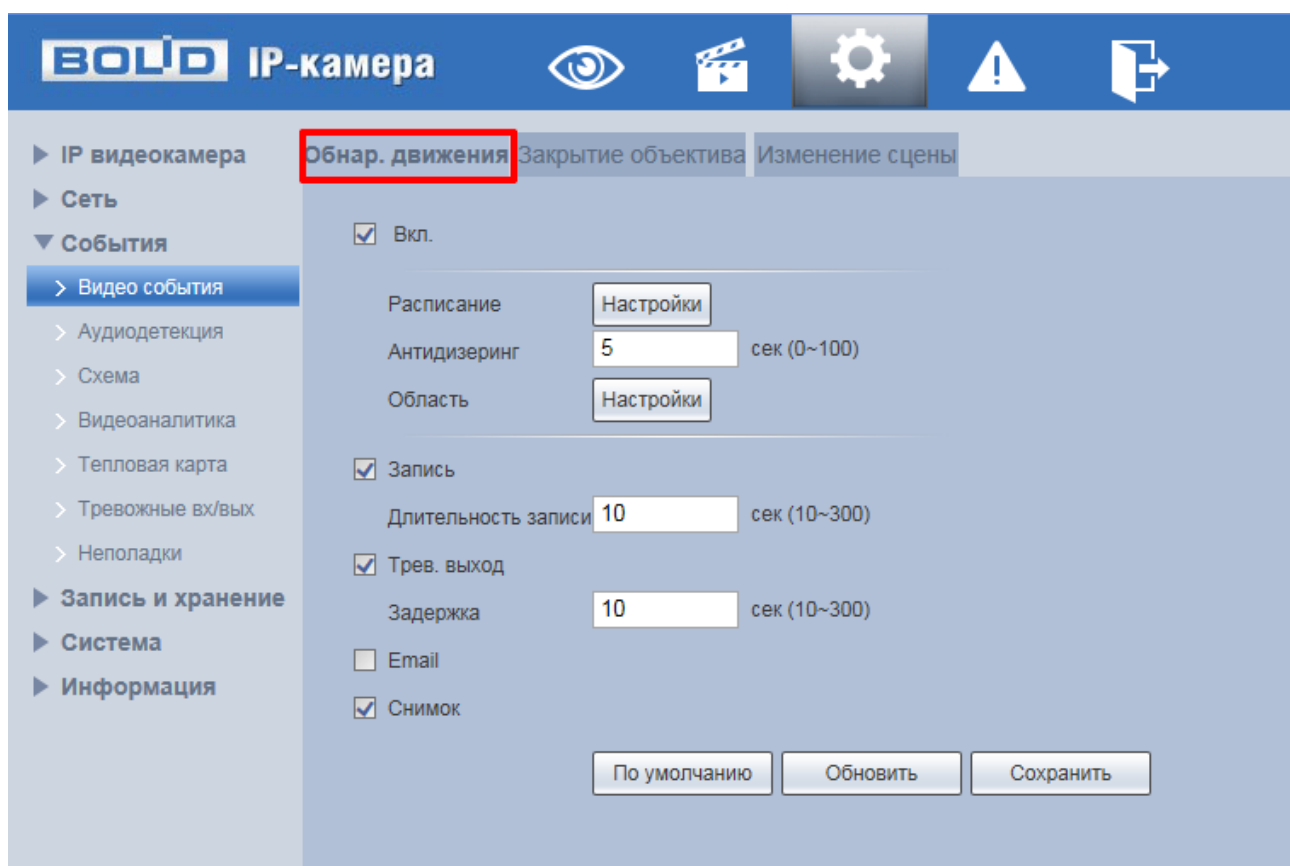 BOLID IP-камера
IP видеокамера
Сеть
События
Видео события
Аудиодетекция
Схема
Видеоаналитика
Тепловая карта
Тревожные вх/вых
Неполадки
Запись и хранение
Система
Информация
Обнар. движения Закрытие объектива Изменение сцены
Вкл.
Расписание Настройки
Антидизеринг 5 сек (0~100)
Область Настройки
Запись
Длительность записи 10 сек (10~300)
Трев. выход
Задержка 10 сек (10~300)
Email
Снимок
По умолчанию Обновить Сохранить